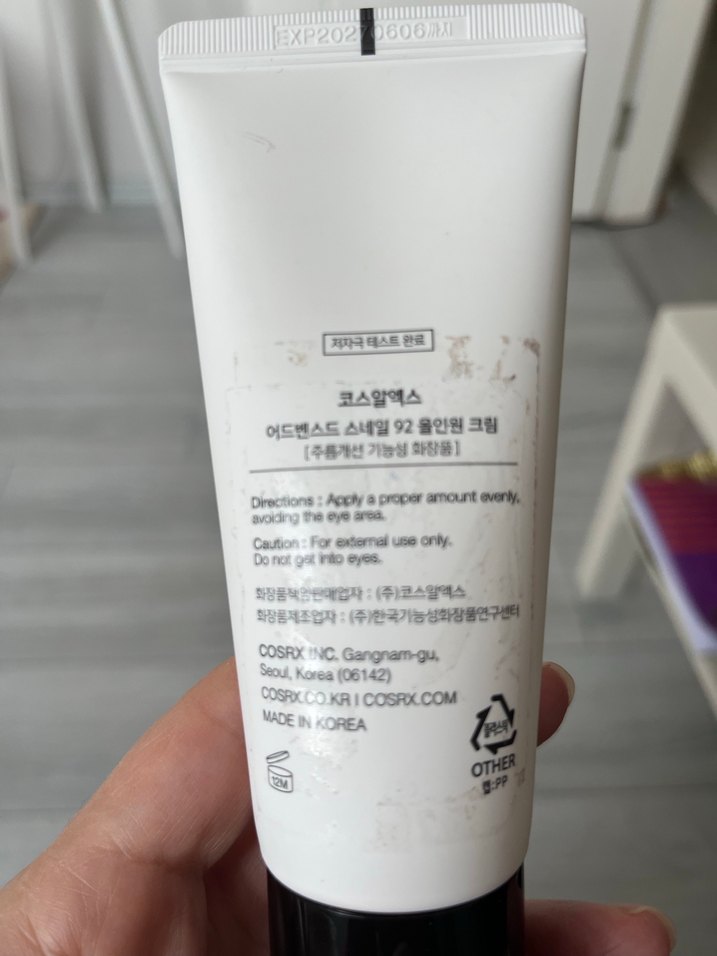 EXP20270606까지
저자극 테스트 완료
코스알엑스
어드벤스드 스네일 92 올인원 크림
[주름개선 기능성 화장품]
Directions : Apply a proper amount evenly,
avoiding the eye area.
Caution : For external use only.
Do not get into eyes.
화장품책임판매업자 : (주)코스알엑스
화장품제조업자 : (주)한국기능성화장품연구센터
COSRX INC. Gangnam-gu,
Seoul, Korea (06142)
COSRX.CO.KR I COSRX.COM
MADE IN KOREA
12M
플라스틱
OTHER
캡:PP